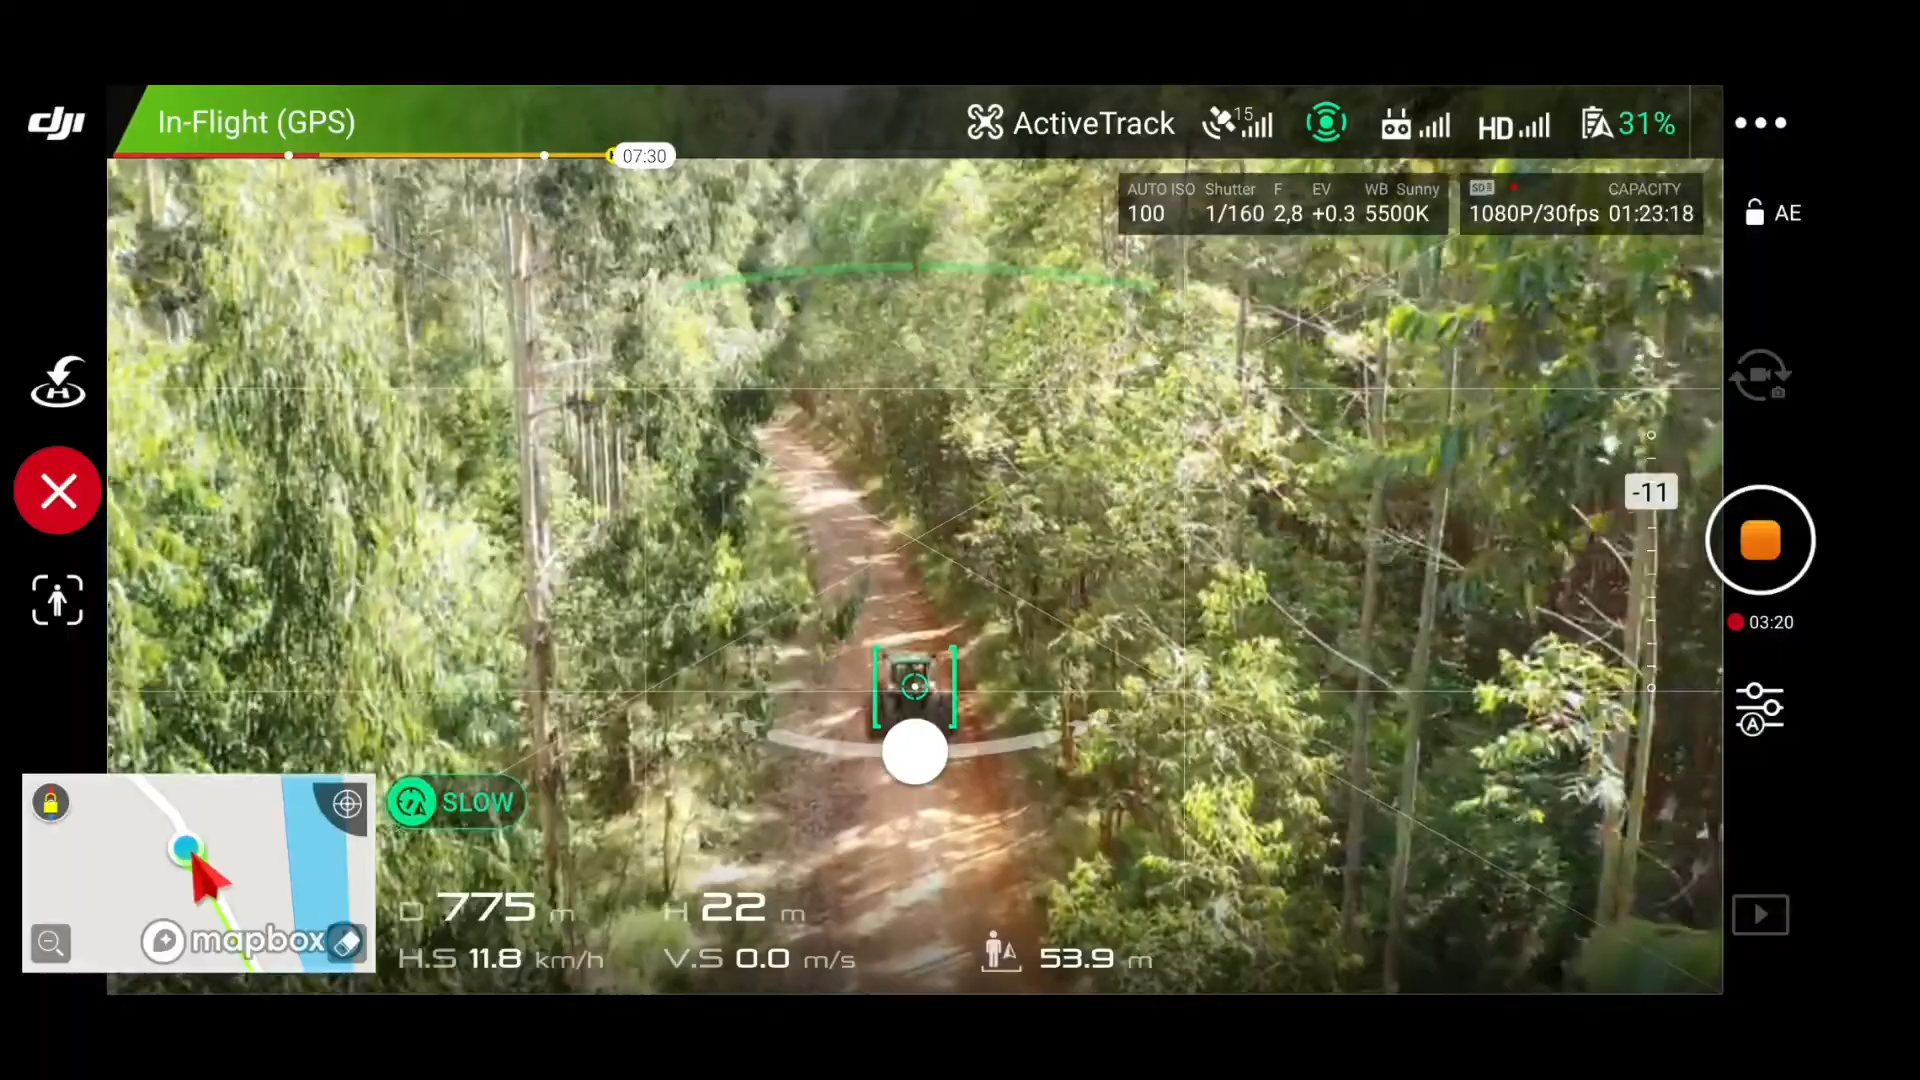 dji
In-Flight (GPS)
ActiveTrack
15
HD
31%
07:30
AUTO ISO Shutter F EV WB Sunny
100 1/160 2,8 +0.3 5500K
SD CAPACITY
1080P/30fps 01:23:18
AE
H
-11
03:20
A
SLOW
mapbox
D 775 m H 22 m
H.S 11.8 km/h V.S 0.0 m/s 53.9 m